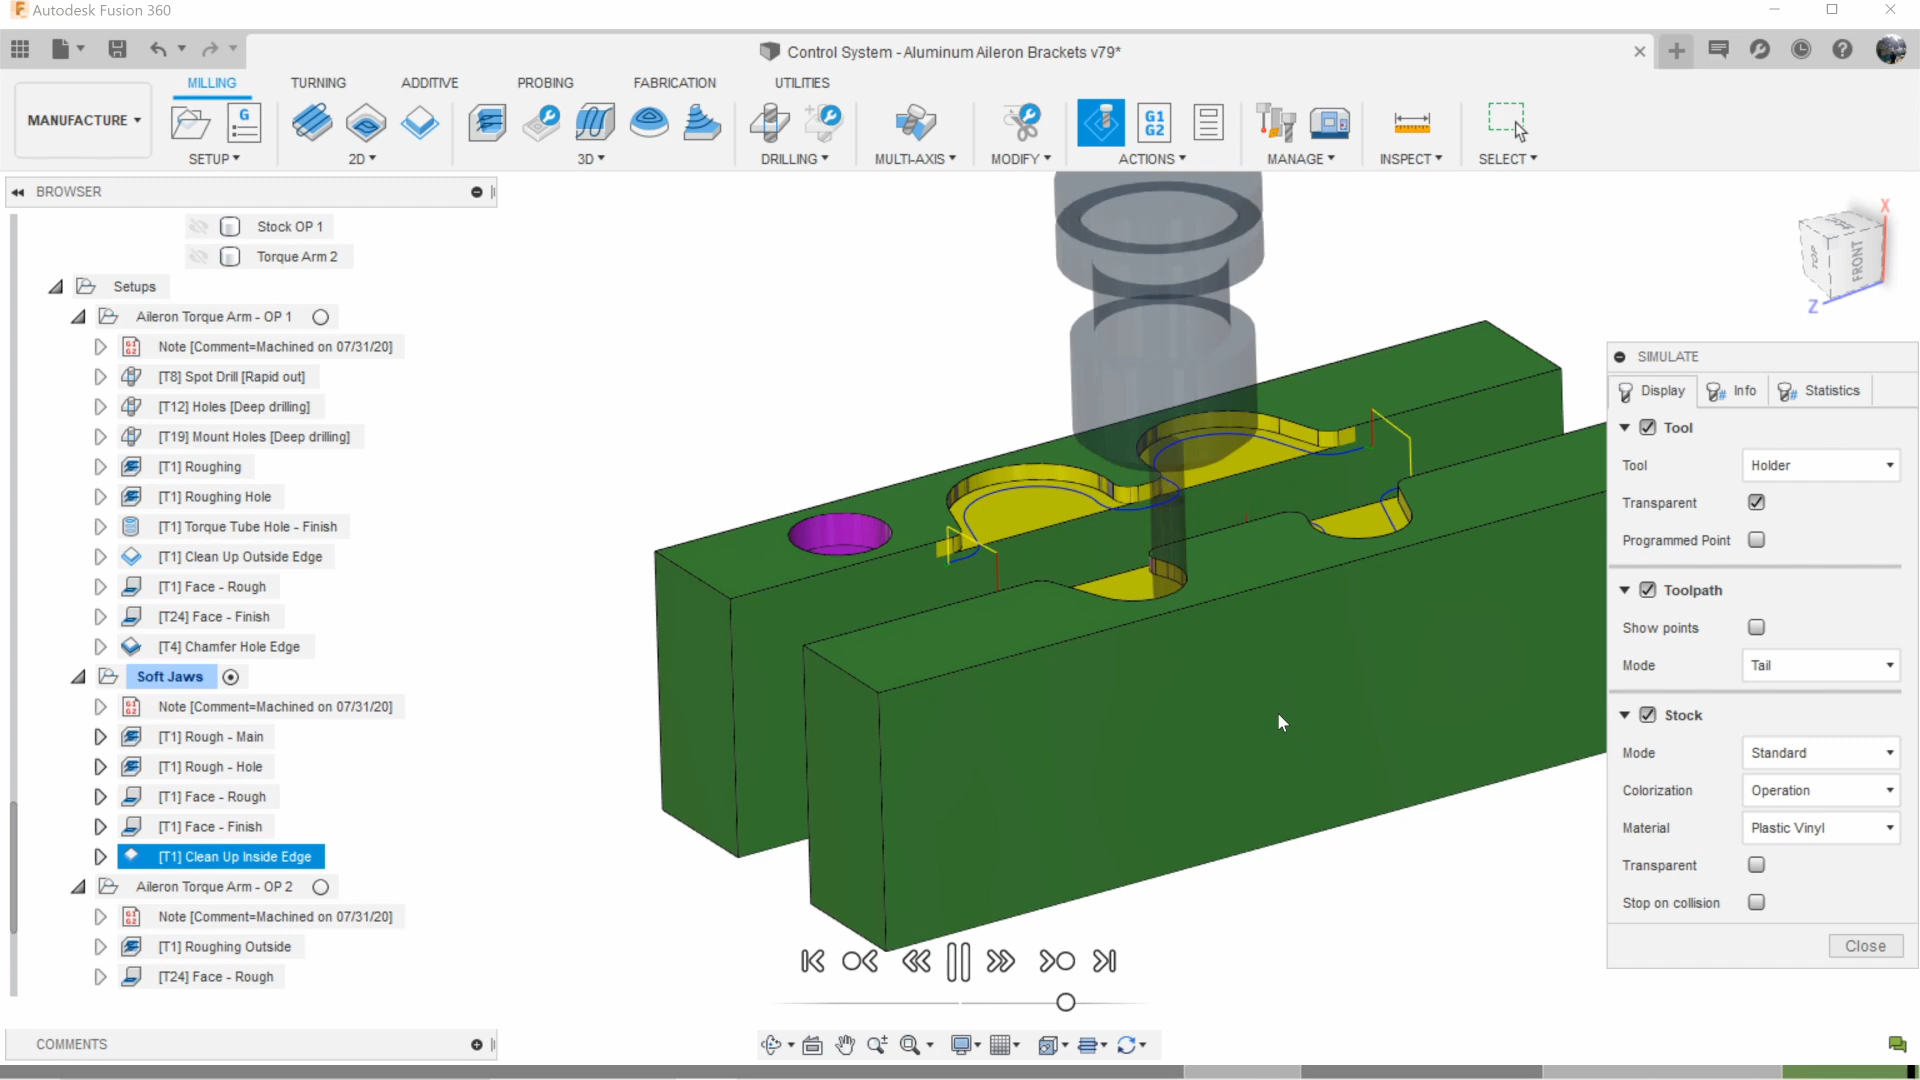 Autodesk Fusion 360
Control System - Aluminum Aileron Brackets v79*
MILLING TURNING ADDITIVE PROBING FABRICATION UTILITIES
MANUFACTURE
G
G1
G2
SETUP 2D 3D DRILLING MULTI-AXIS MODIFY ACTIONS MANAGE INSPECT SELECT
BROWSER
Stock OP 1
Torque Arm 2
Setups
Aileron Torque Arm - OP 1
Note [Comment=Machined on 07/31/20]
[T8] Spot Drill [Rapid out]
[T12] Holes [Deep drilling]
[T19] Mount Holes [Deep drilling]
[T1] Roughing
[T1] Roughing Hole
[T1] Torque Tube Hole - Finish
[T1] Clean Up Outside Edge
[T1] Face - Rough
[T24] Face - Finish
[T4] Chamfer Hole Edge
Soft Jaws
Note [Comment=Machined on 07/31/20]
[T1] Rough - Main
[T1] Rough - Hole
[T1] Face - Rough
[T1] Face - Finish
[T1] Clean Up Inside Edge
Aileron Torque Arm - OP 2
Note [Comment=Machined on 07/31/20]
[T1] Roughing Outside
[T24] Face - Rough
COMMENTS
X
TOP
FRONT
Z
SIMULATE
Display Info Statistics
Tool
Tool Holder
Transparent
Programmed Point
Toolpath
Show points
Mode Tail
Stock
Mode Standard
Colorization Operation
Material Plastic Vinyl
Transparent
Stop on collision
Close